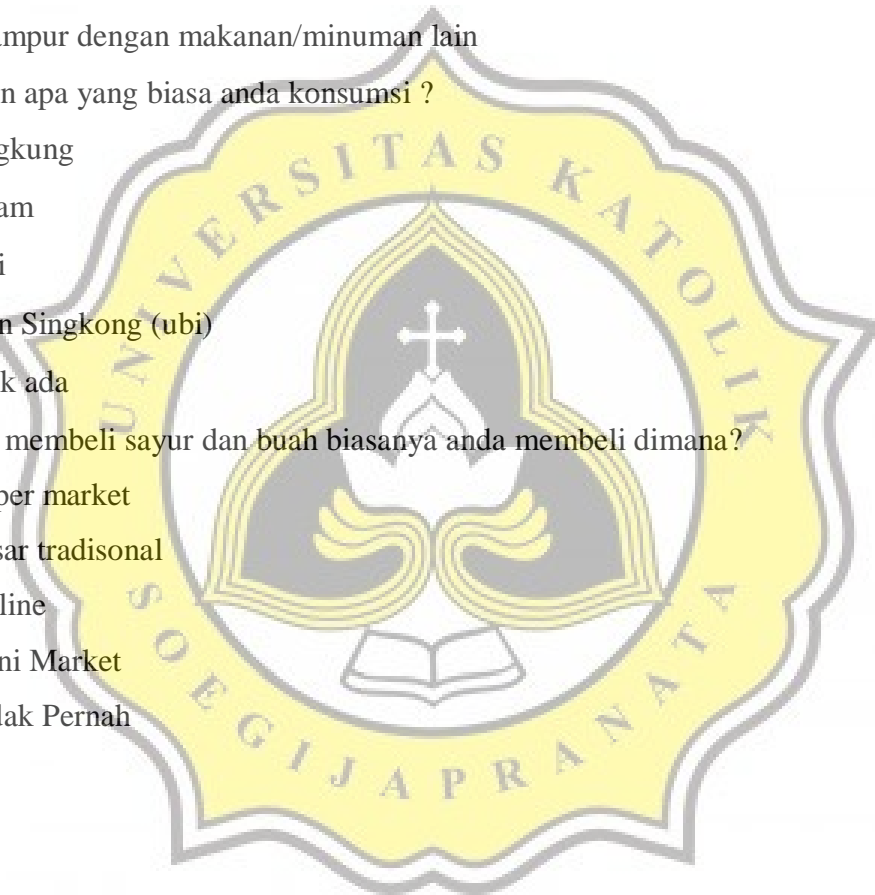 ampur dengan makanan/minuman lain
n apa yang biasa anda konsumsi ?
gkung
am
i
n Singkong (ubi)
k ada
membeli sayur dan buah biasanya anda membeli dimana?
per market
sar tradisonal
line
ni Market
lak Pernah
UNIVERSITAS KATOLIK
SOEGIJAPRANATA